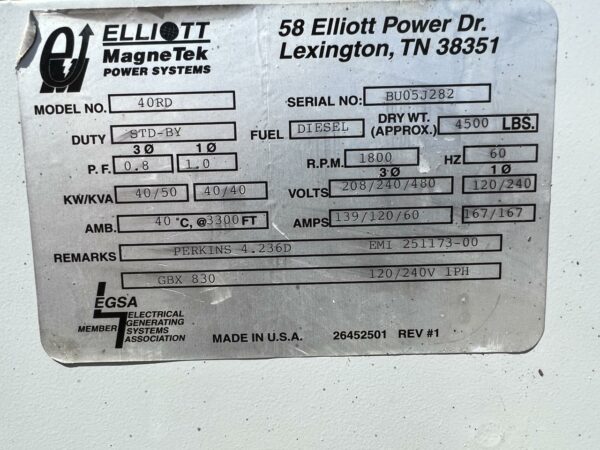 ELLIOTT
MagneTek
POWER SYSTEMS
58 Elliott Power Dr.
Lexington, TN 38351
MODEL NO. 40RD SERIAL NO: BU05J282
DUTY STD-BY FUEL DIESEL DRY WT. (APPROX.) 4500 LBS.
3Ø 1Ø
P.F. 0.8 1.0 R.P.M. 1800 HZ 60
3Ø 1Ø
KW/KVA 40/50 40/40 VOLTS 208/240/480 120/240
AMB. 40 °C, @3300 FT AMPS 139/120/60 167/167
REMARKS PERKINS 4.236D EMI 251173-00
GBX 830 120/240V 1PH
EGSA
MEMBER
ELECTRICAL
GENERATING
SYSTEMS
ASSOCIATION
MADE IN U.S.A. 26452501 REV #1